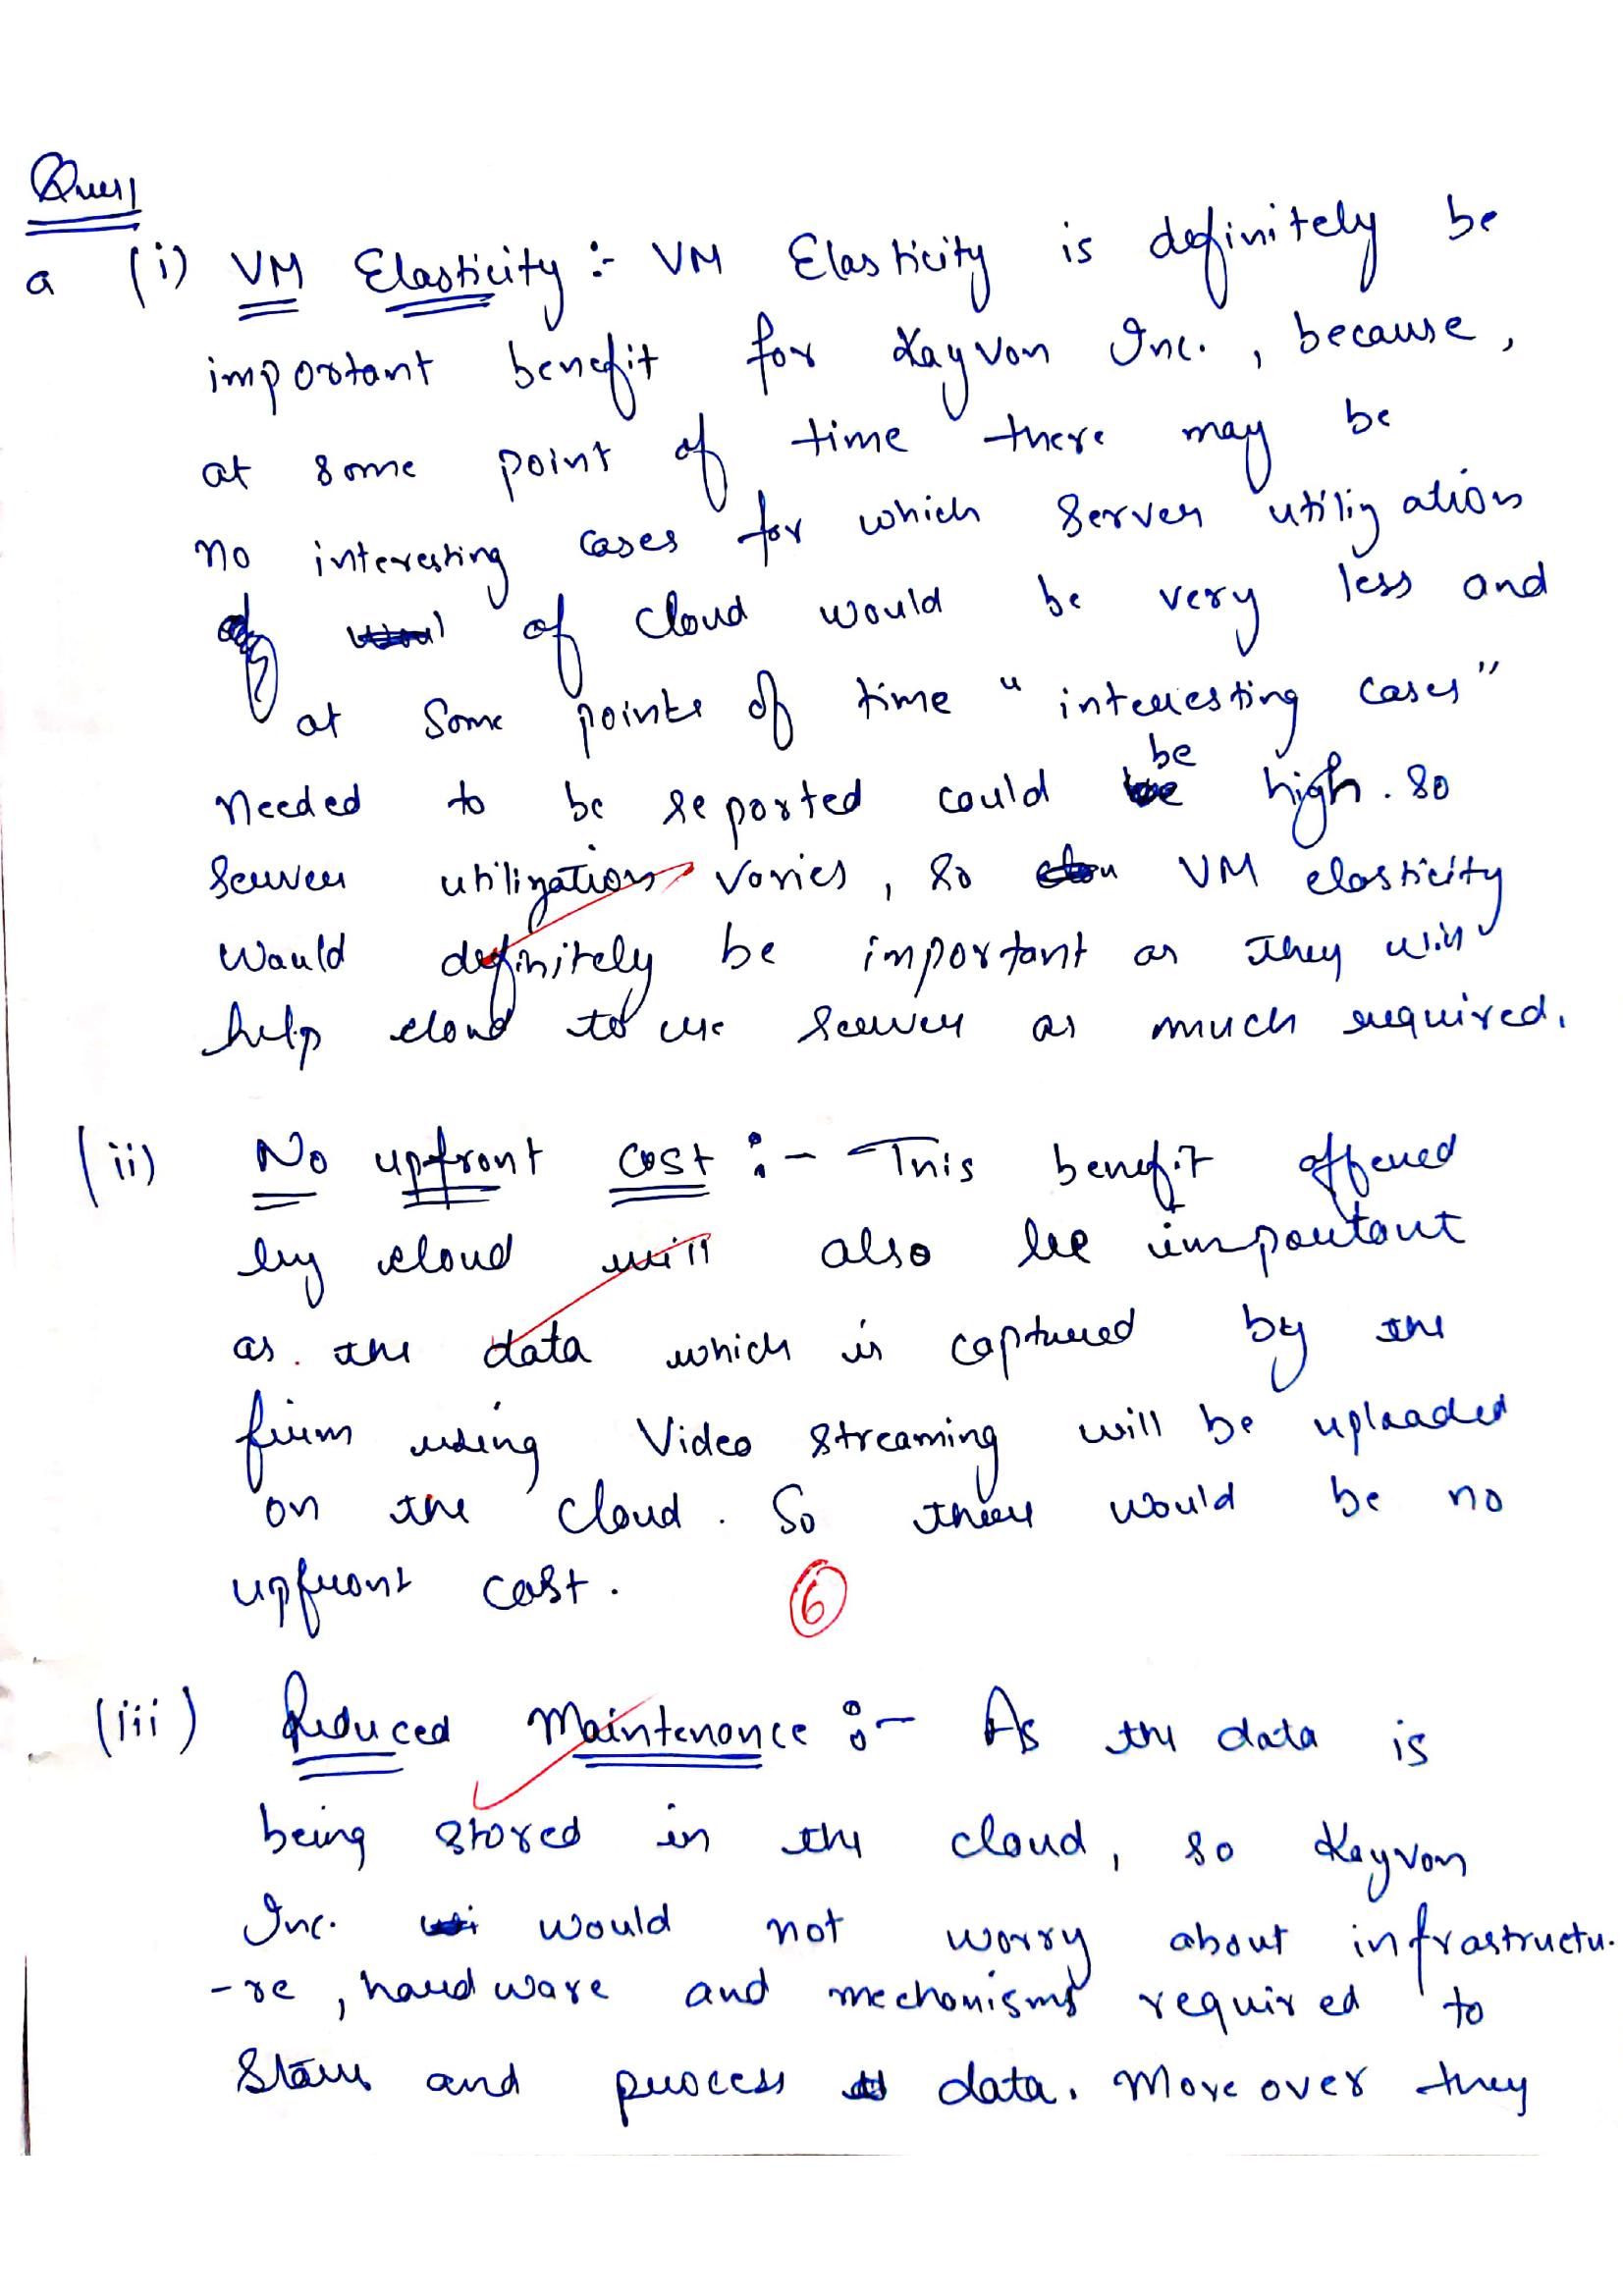 Ques1
a (i) VM Elasticity :- VM Elasticity is definitely be
important benefit for Kayvon Inc. , because ,
at some point of time there may be
no interesting cases for which server utilization
of cloud would be very less and
at some points of time " interesting cases"
needed to be reported could be high. So
server utilization varies , so VM elasticity
would definitely be important as they will
help cloud to use server as much required.
(ii) No upfront cost :- This benefit offered
by cloud will also be important
as the data which is captured by the
firm using Video streaming will be uploaded
on the cloud. So there would be no
upfront cost.
6
(iii) Reduced Maintenance :- As the data is
being stored in the cloud, so Kayvon
Inc. would not worry about infrastructu-
-re , hardware and mechanisms required to
store and process data. Moreover they